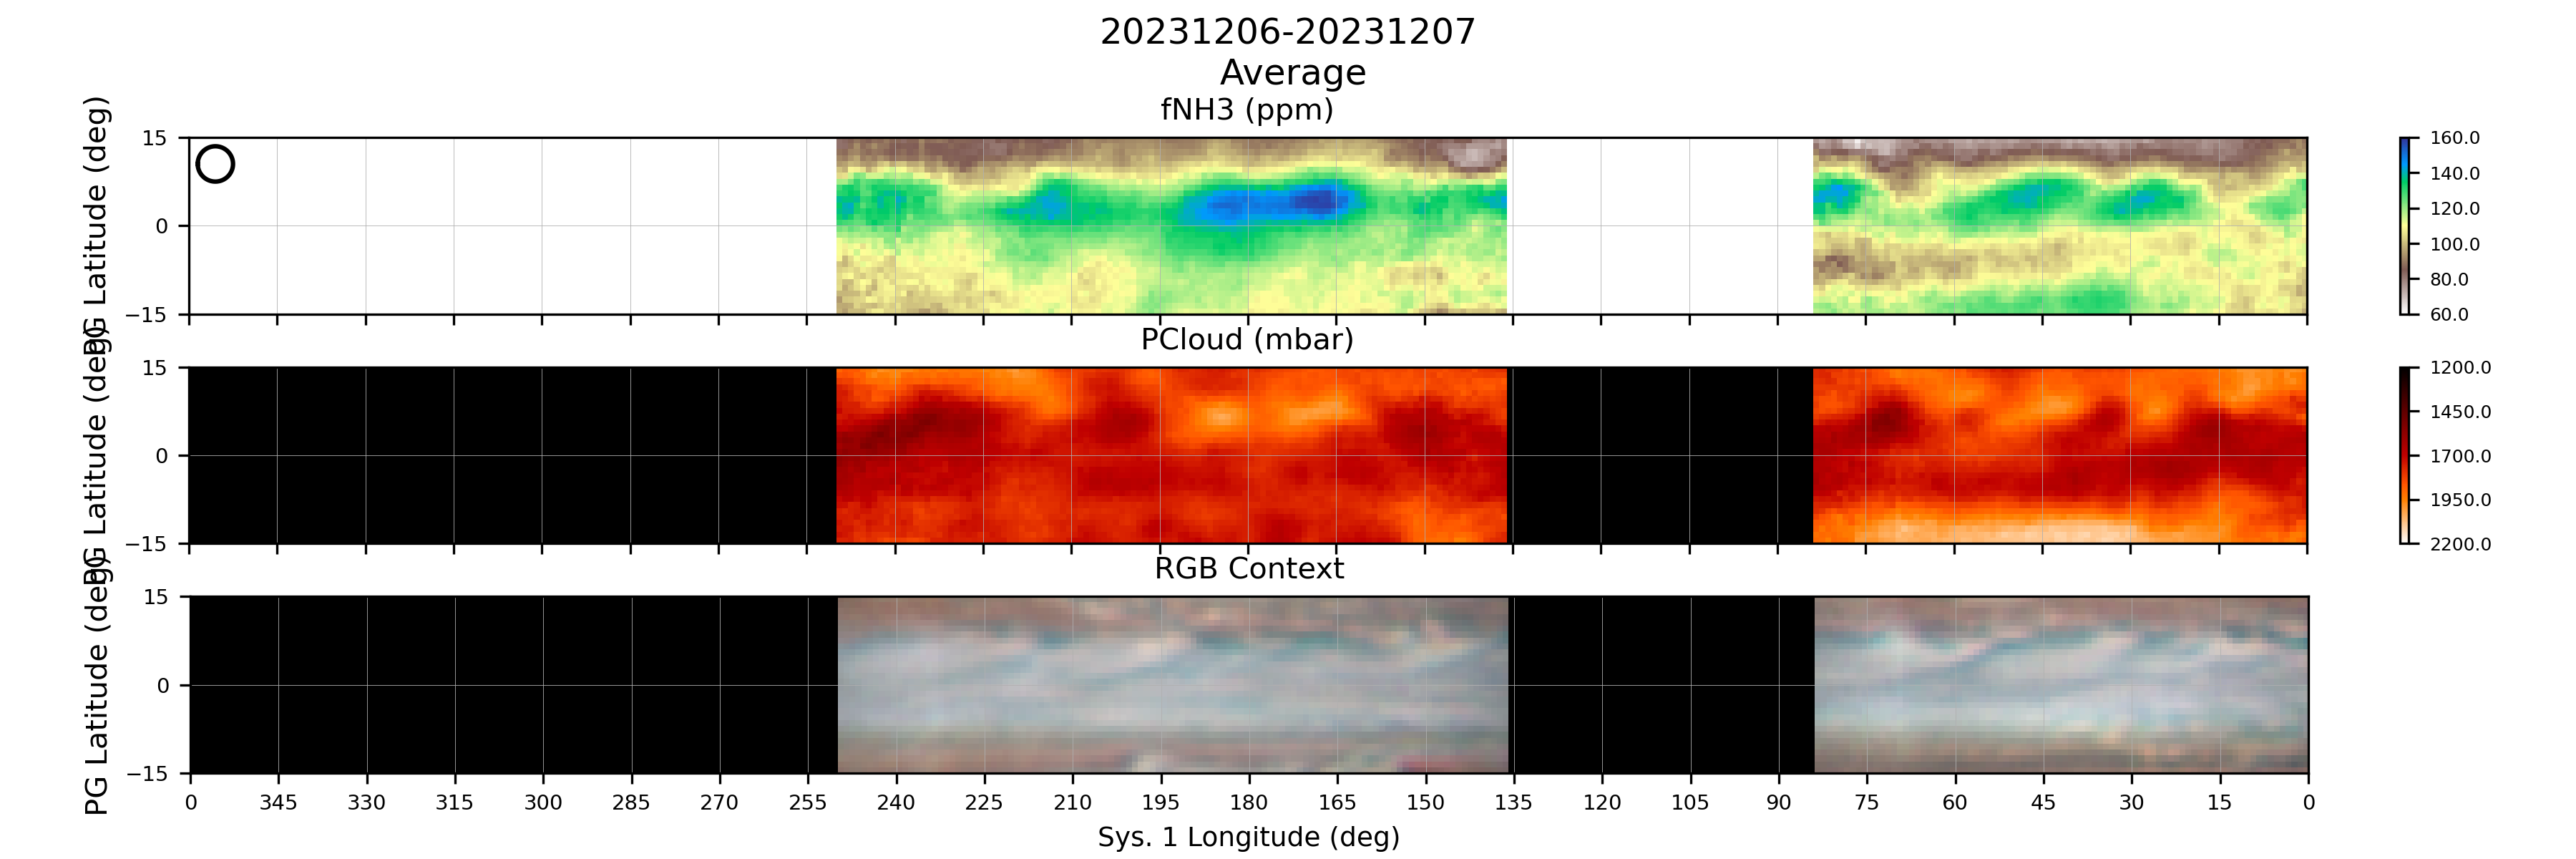 20231206-20231207
Average
fNH3 (ppm)
PG Latitude (deg)
15
0
−15
160.0
140.0
120.0
100.0
80.0
60.0
PCloud (mbar)
PG Latitude (deg)
15
0
−15
1200.0
1450.0
1700.0
1950.0
2200.0
RGB Context
PG Latitude (deg)
15
0
−15
0 345 330 315 300 285 270 255 240 225 210 195 180 165 150 135 120 105 90 75 60 45 30 15 0
Sys. 1 Longitude (deg)